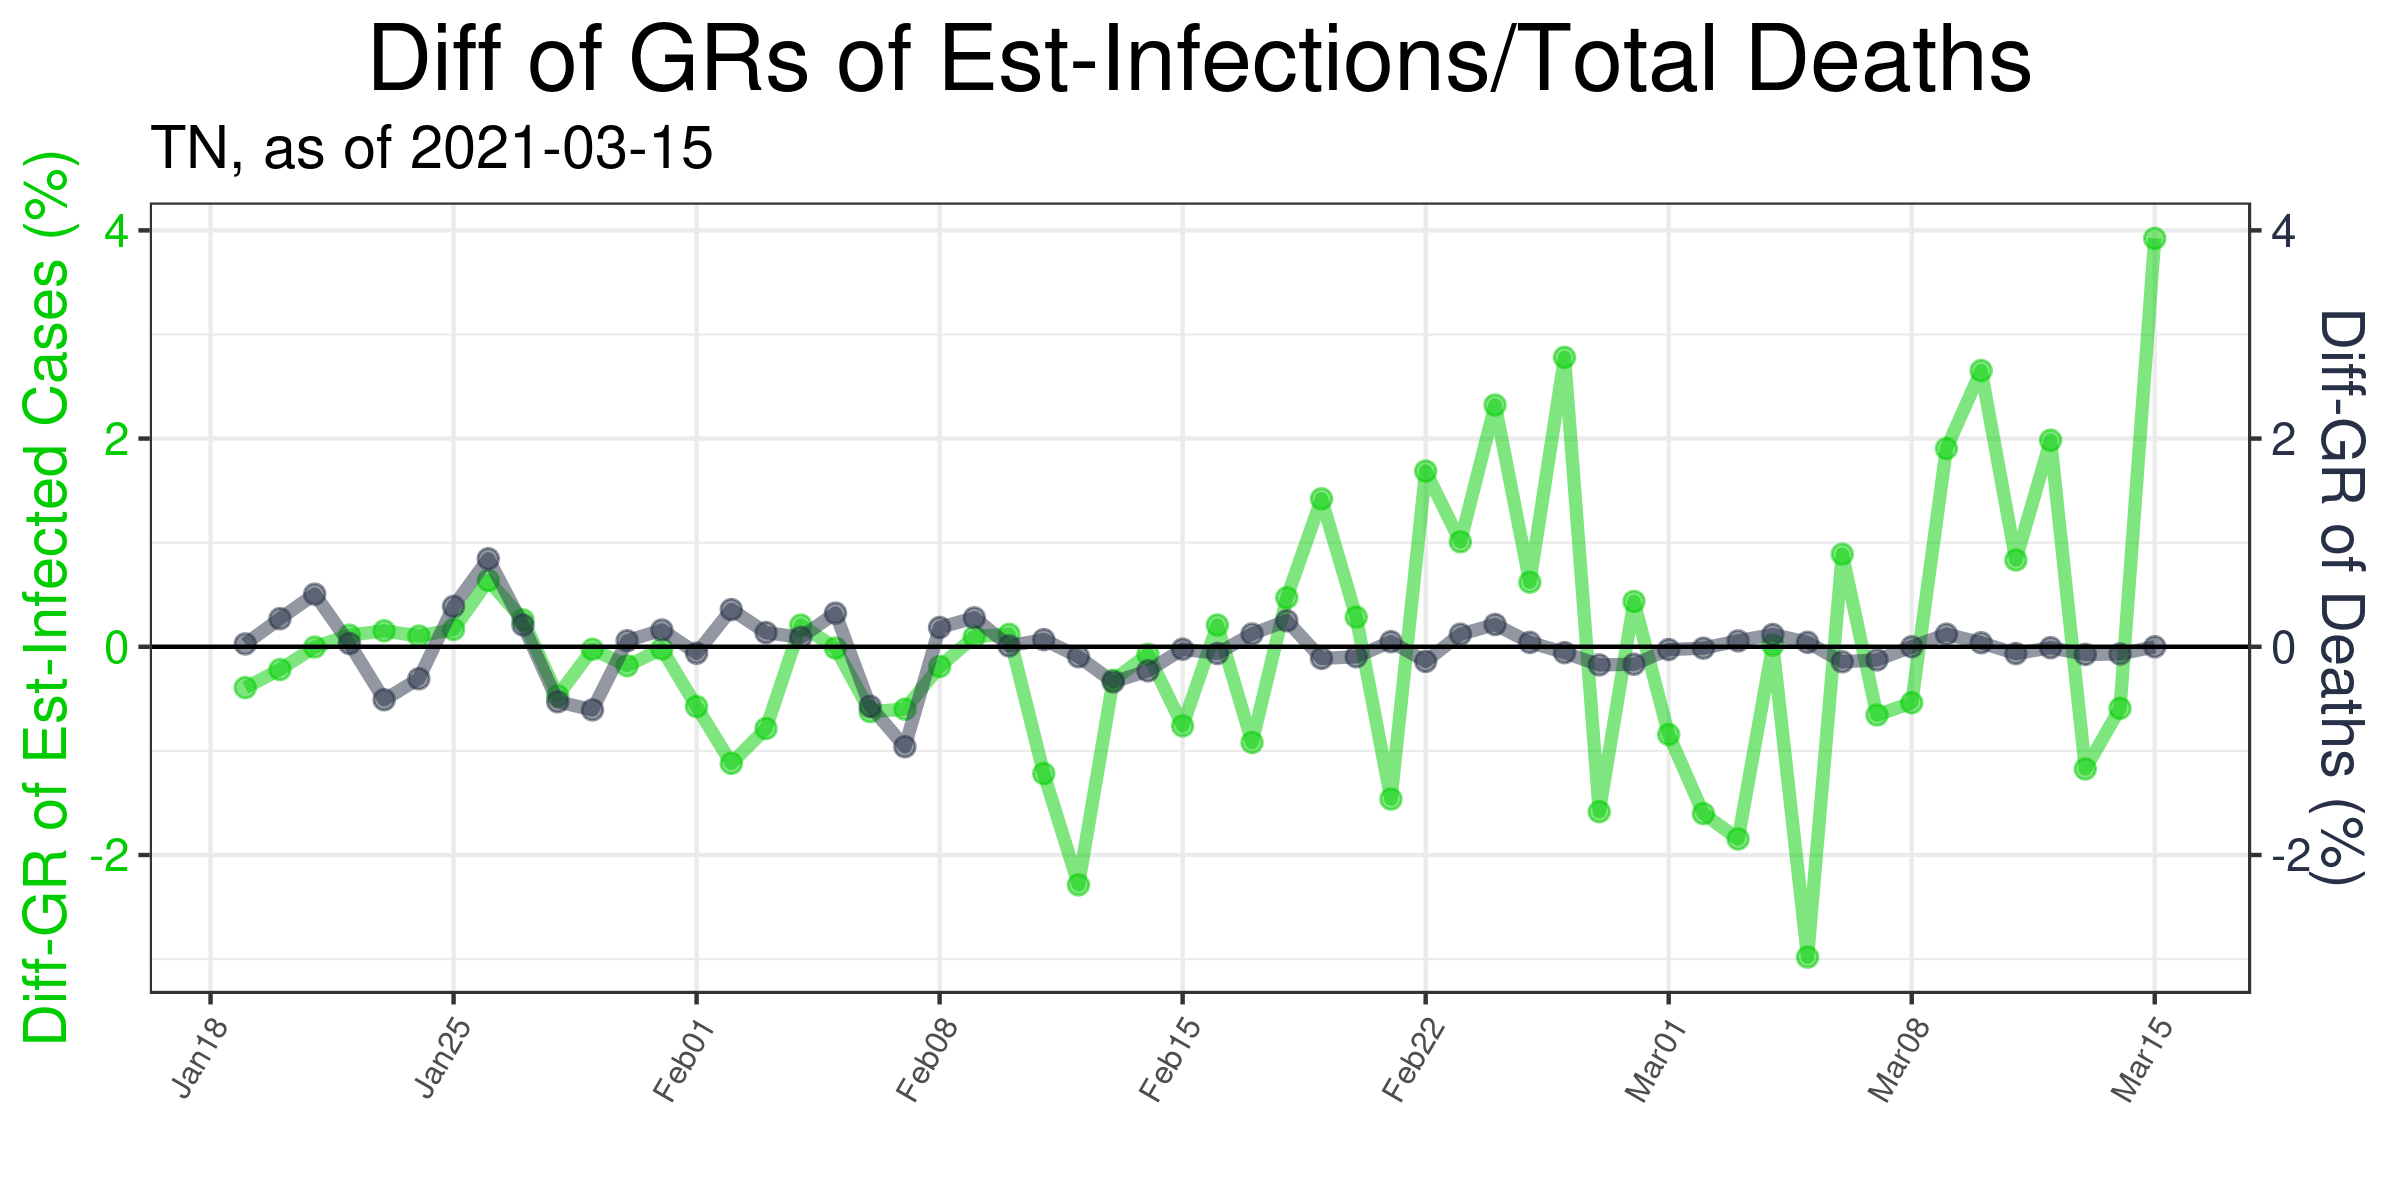 Diff of GRs of Est-Infections/Total Deaths
TN, as of 2021-03-15
Diff-GR of Est-Infected Cases (%)
4
2
0
-2
4
2
0
-2
Diff-GR of Deaths (%)
Jan18
Jan25
Feb01
Feb08
Feb15
Feb22
Mar01
Mar08
Mar15